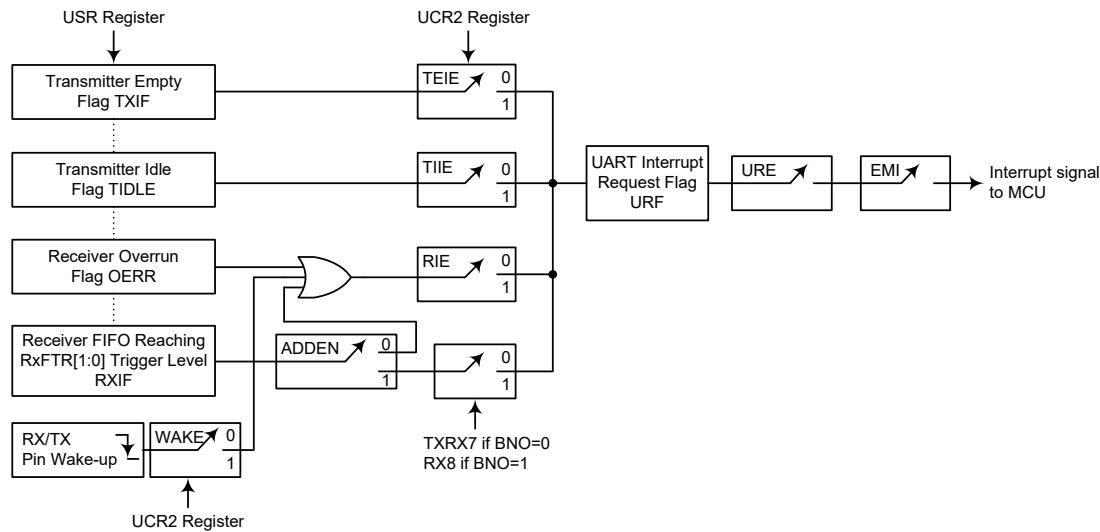 USR Register
UCR2 Register
Transmitter Empty
Flag TXIF
TEIE
0
1
Transmitter Idle
Flag TIDLE
TIIE
0
1
UART Interrupt
Request Flag
URF
URE
EMI
Interrupt signal
to MCU
Receiver Overrun
Flag OERR
RIE
0
1
Receiver FIFO Reaching
RxFTR[1:0] Trigger Level
RXIF
ADDEN
0
1
0
1
RX/TX
Pin Wake-up
WAKE
0
1
TXRX7 if BNO=0
RX8 if BNO=1
UCR2 Register